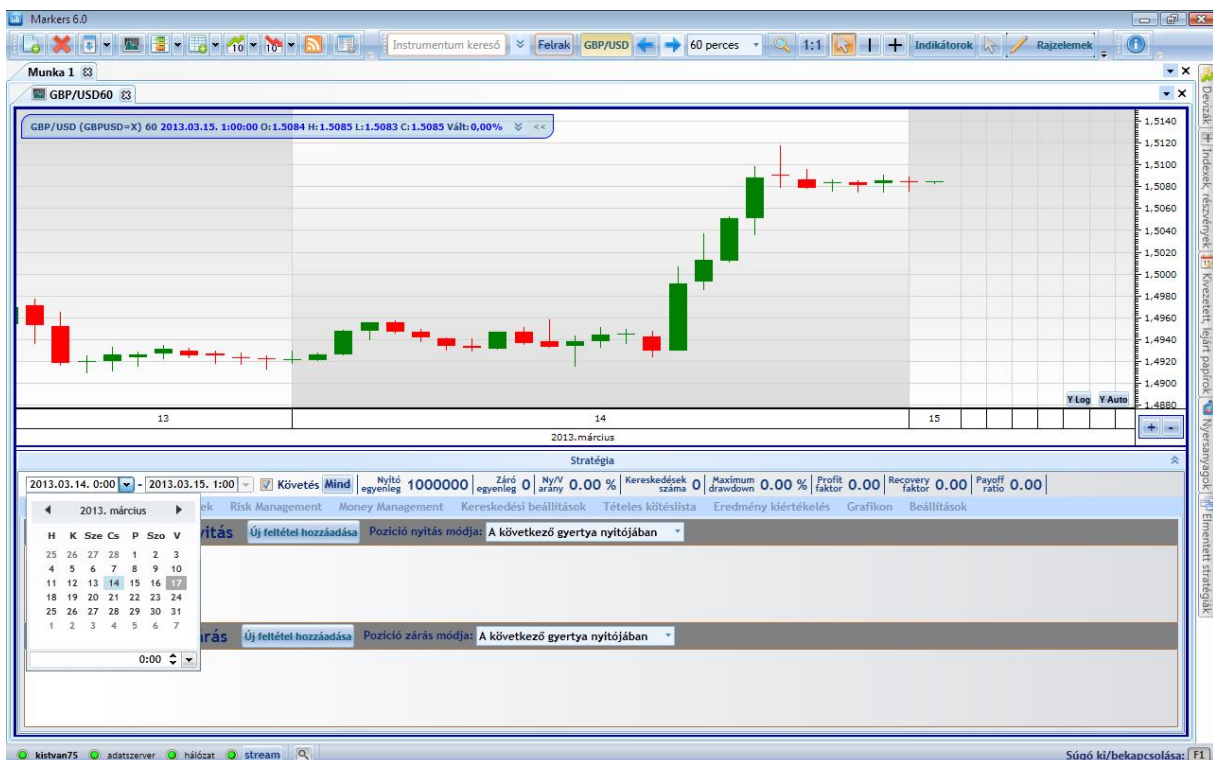 Markers 6.0
Instrumentum kereső Felrak GBP/USD 60 perces 1:1 Indikátorok Rajzelemek
Munka 1
GBP/USD60
GBP/USD (GBPUSD=X) 60 2013.03.15. 1:00:00 O:1.5084 H:1.5085 L:1.5083 C:1.5085 Vált:0,00% <<
1,5140
1,5120
1,5100
1,5080
1,5060
1,5040
1,5020
1,5000
1,4980
1,4960
1,4940
1,4920
1,4900
1,4880
Y Log Y Auto
13 14 15
2013.március
+ -
Stratégia
2013.03.14. 0:00 - 2013.03.15. 1:00 Követés Mind Nyitó egyenleg 1000000 Záró egyenleg 0 Ny/V arány 0.00 % Kereskedések száma 0 Maximum drawdown 0.00 % Profit faktor 0.00 Recovery faktor 0.00 Payoff ratio 0.00
ek Risk Management Money Management Kereskedési beállítások Tételes kötéslista Eredmény kiértékelés Grafikon Beállítások
yitás Új feltétel hozzáadása Pozíció nyitás módja: A következő gyertya nyitójában
2013. március
H K Sze Cs P Szo V
25 26 27 28 1 2 3
4 5 6 7 8 9 10
11 12 13 14 15 16 17
18 19 20 21 22 23 24
25 26 27 28 29 30 31
1 2 3 4 5 6 7
0:00
rás Új feltétel hozzáadása Pozíció zárás módja: A következő gyertya nyitójában
Devizák
Indexek, részvények
Kivezetett, lejárt papírok
Nyersanyagok
Elmentett stratégiák
kistvan75 adatszerver hálózat stream
Súgó ki/bekapcsolása: F1